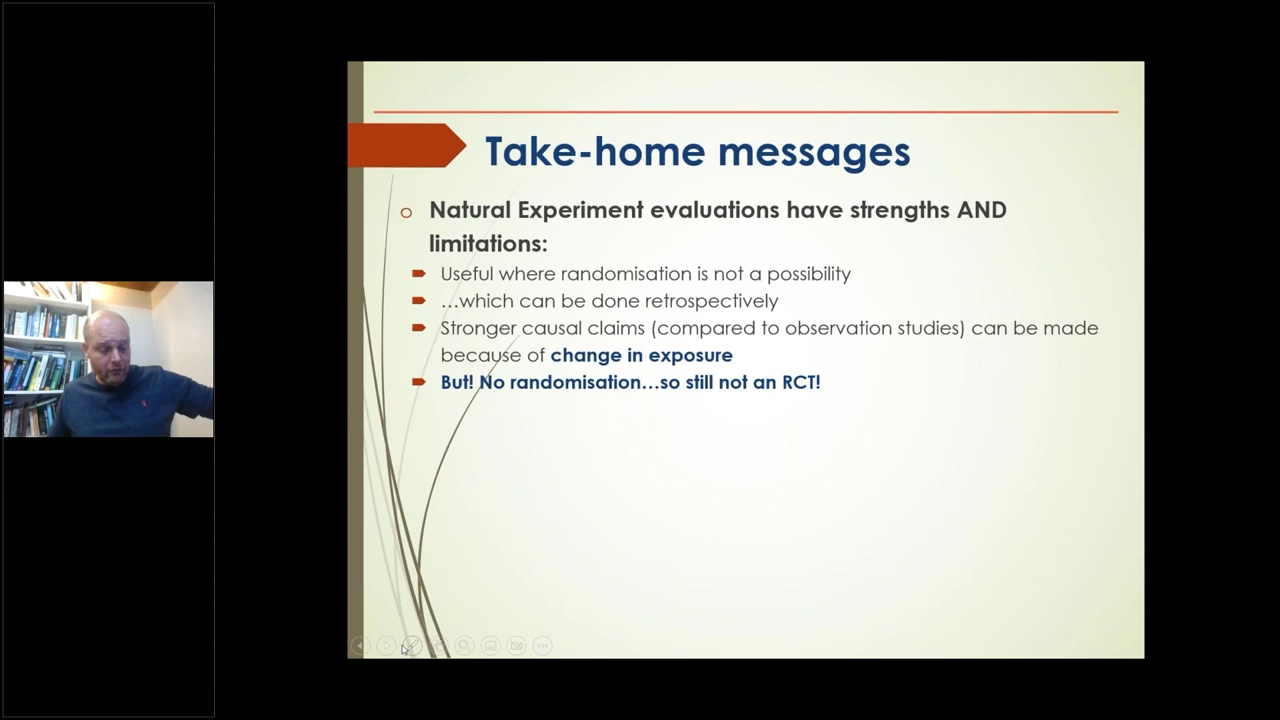 Take-home messages
Natural Experiment evaluations have strengths AND
limitations:
Useful where randomisation is not a possibility
…which can be done retrospectively
Stronger causal claims (compared to observation studies) can be made
because of change in exposure
But! No randomisation…so still not an RCT!